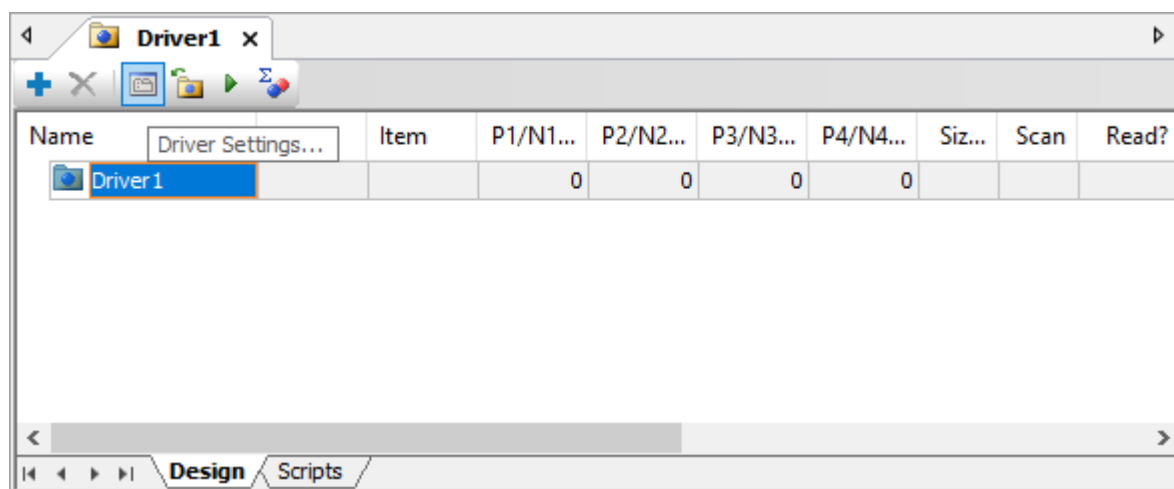 Driver1
Name Item P1/N1... P2/N2... P3/N3... P4/N4... Siz... Scan Read?
Driver Settings...
Driver1 0 0 0 0
Design Scripts